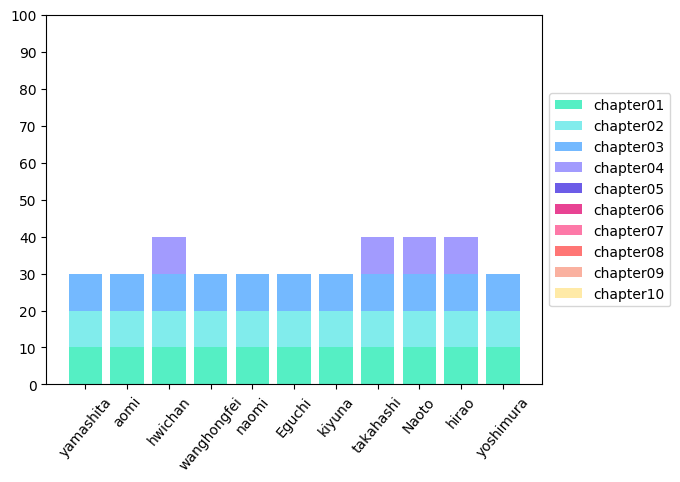 100
90
80
70
60
50
40
30
20
10
0
yamashita
aomi
hwichan
wanghongfei
naomi
Eguchi
kiyuna
takahashi
Naoto
hirao
yoshimura
chapter01
chapter02
chapter03
chapter04
chapter05
chapter06
chapter07
chapter08
chapter09
chapter10